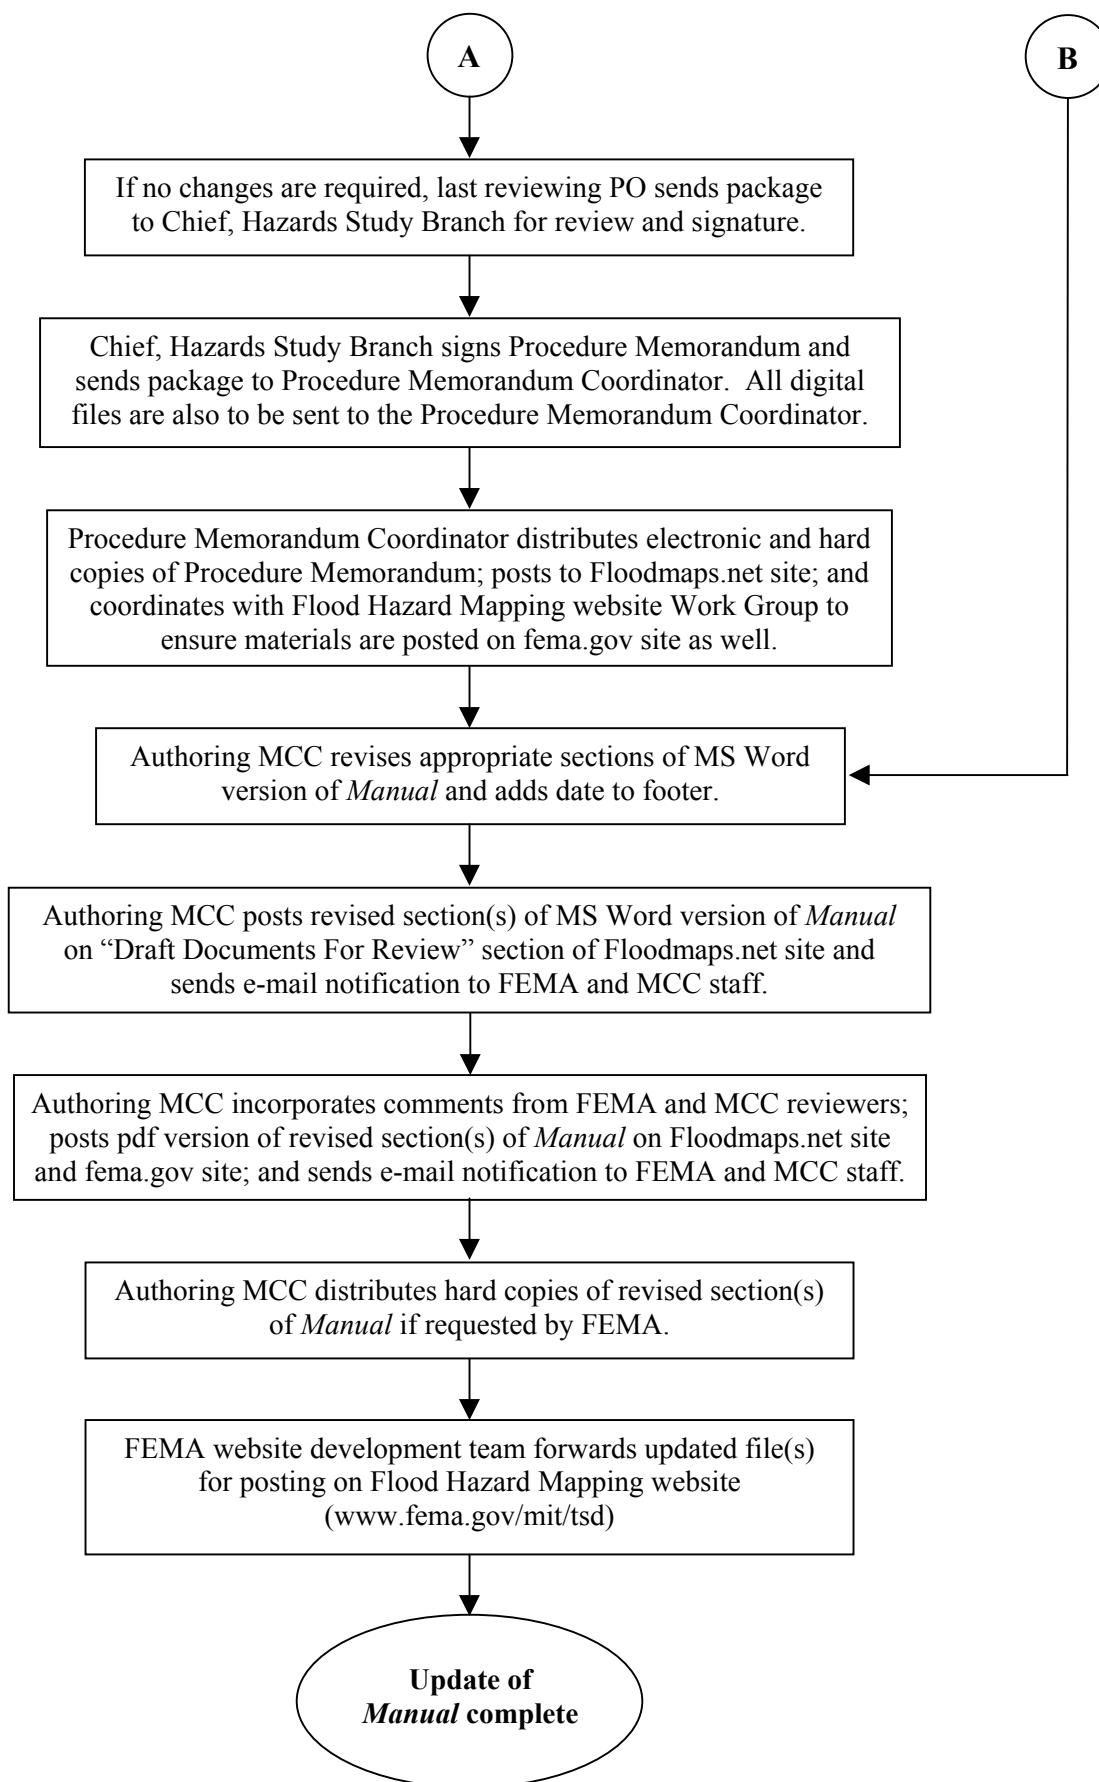 A
B
If no changes are required, last reviewing PO sends package
to Chief, Hazards Study Branch for review and signature.
Chief, Hazards Study Branch signs Procedure Memorandum and
sends package to Procedure Memorandum Coordinator.  All digital
files are also to be sent to the Procedure Memorandum Coordinator.
Procedure Memorandum Coordinator distributes electronic and hard
copies of Procedure Memorandum; posts to Floodmaps.net site; and
coordinates with Flood Hazard Mapping website Work Group to
ensure materials are posted on fema.gov site as well.
Authoring MCC revises appropriate sections of MS Word
version of Manual and adds date to footer.
Authoring MCC posts revised section(s) of MS Word version of Manual
on “Draft Documents For Review” section of Floodmaps.net site and
sends e-mail notification to FEMA and MCC staff.
Authoring MCC incorporates comments from FEMA and MCC reviewers;
posts pdf version of revised section(s) of Manual on Floodmaps.net site
and fema.gov site; and sends e-mail notification to FEMA and MCC staff.
Authoring MCC distributes hard copies of revised section(s)
of Manual if requested by FEMA.
FEMA website development team forwards updated file(s)
for posting on Flood Hazard Mapping website
(www.fema.gov/mit/tsd)
Update of
Manual complete